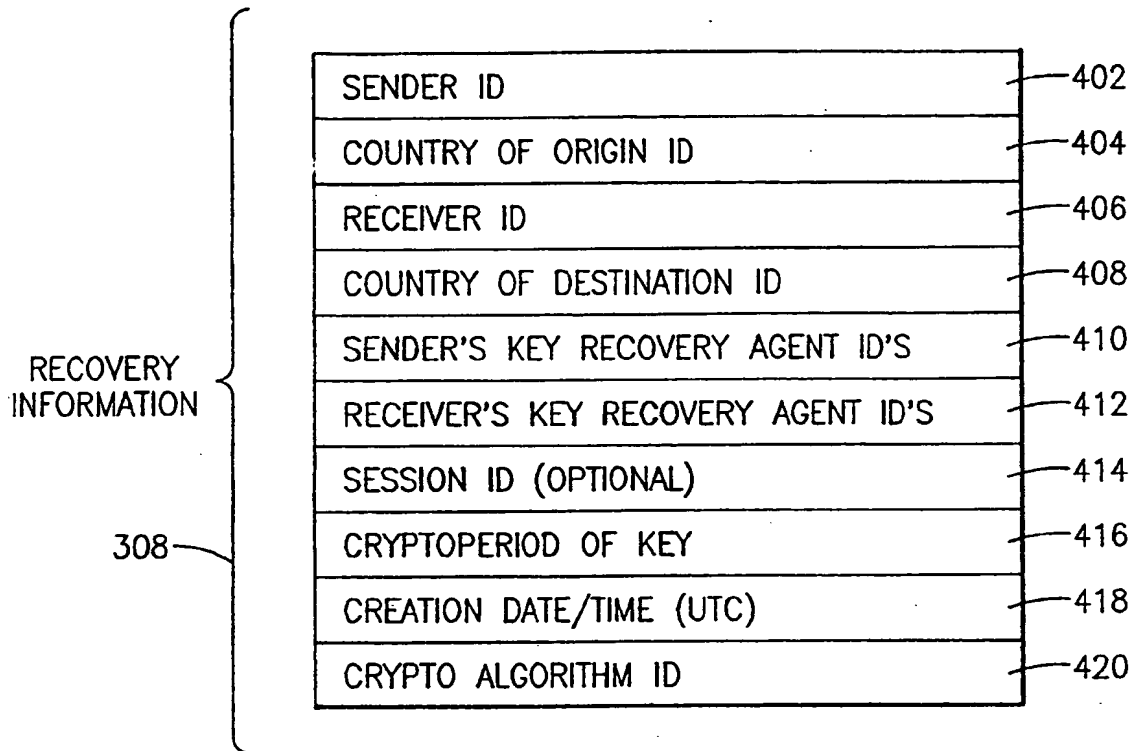 SENDER ID 402
COUNTRY OF ORIGIN ID 404
RECEIVER ID 406
COUNTRY OF DESTINATION ID 408
SENDER'S KEY RECOVERY AGENT ID'S 410
RECOVERY INFORMATION
RECEIVER'S KEY RECOVERY AGENT ID'S 412
SESSION ID (OPTIONAL) 414
308
CRYPTOPERIOD OF KEY 416
CREATION DATE/TIME (UTC) 418
CRYPTO ALGORITHM ID 420